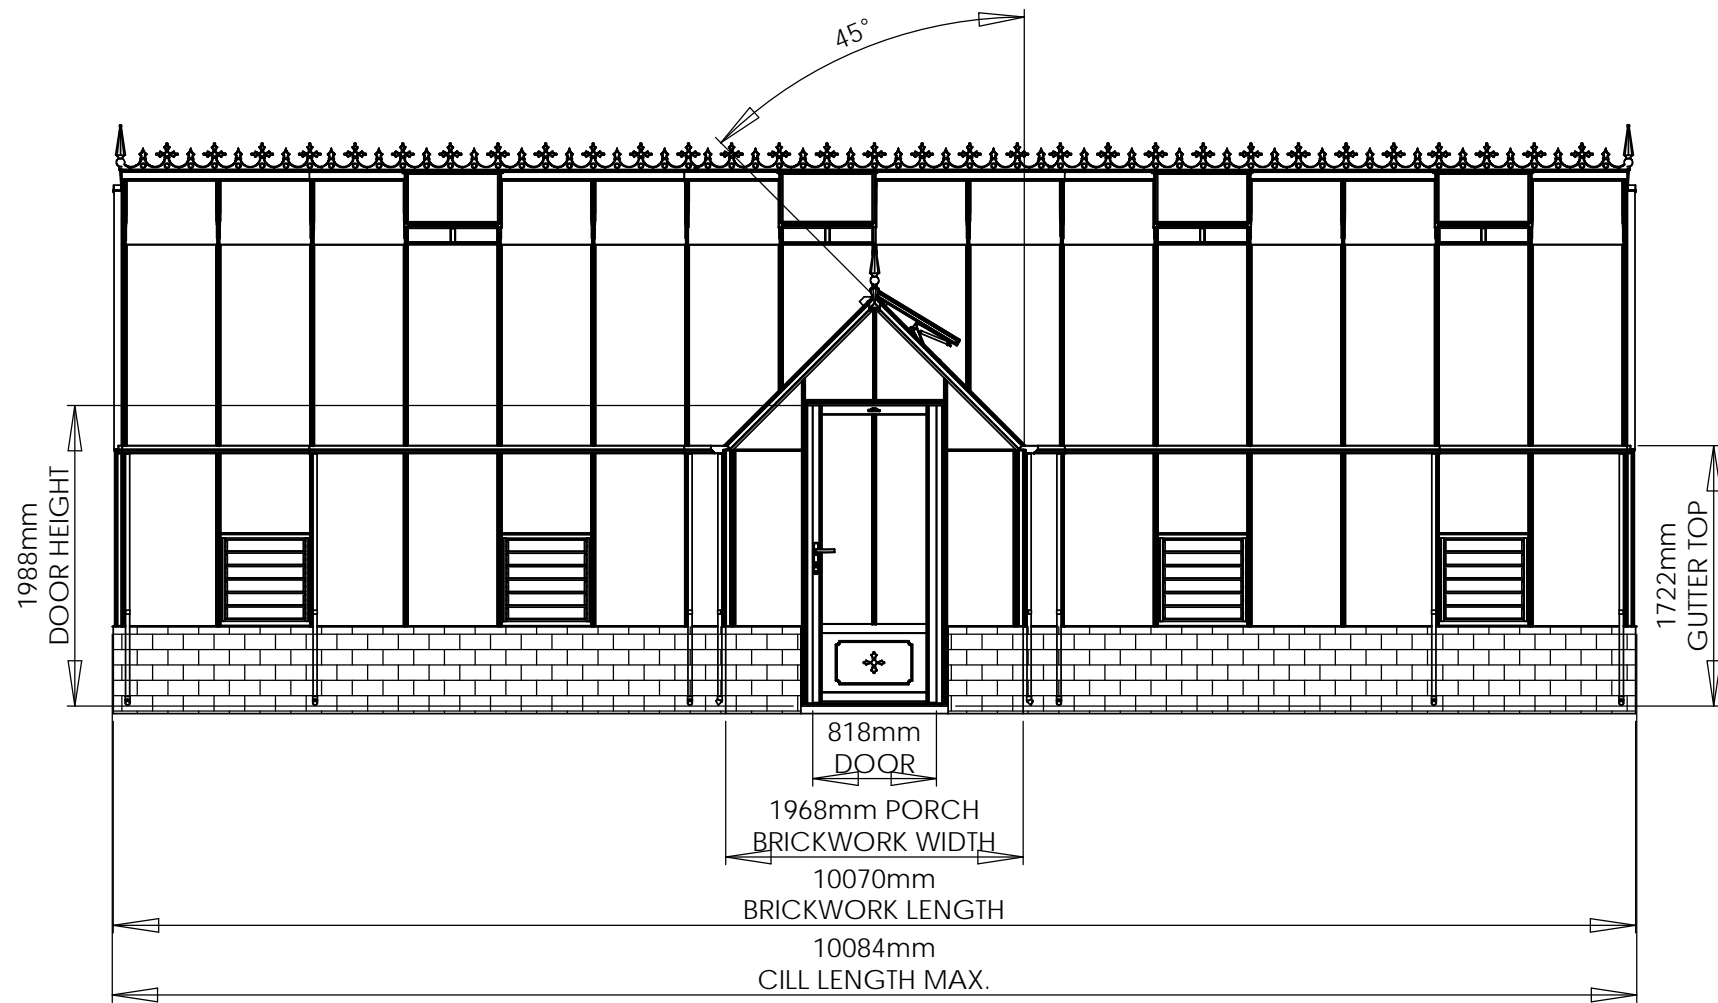 45°
1988mm
DOOR HEIGHT
1722mm
GUTTER TOP
818mm
DOOR
1968mm PORCH
BRICKWORK WIDTH
10070mm
BRICKWORK LENGTH
10084mm
CILL LENGTH MAX.